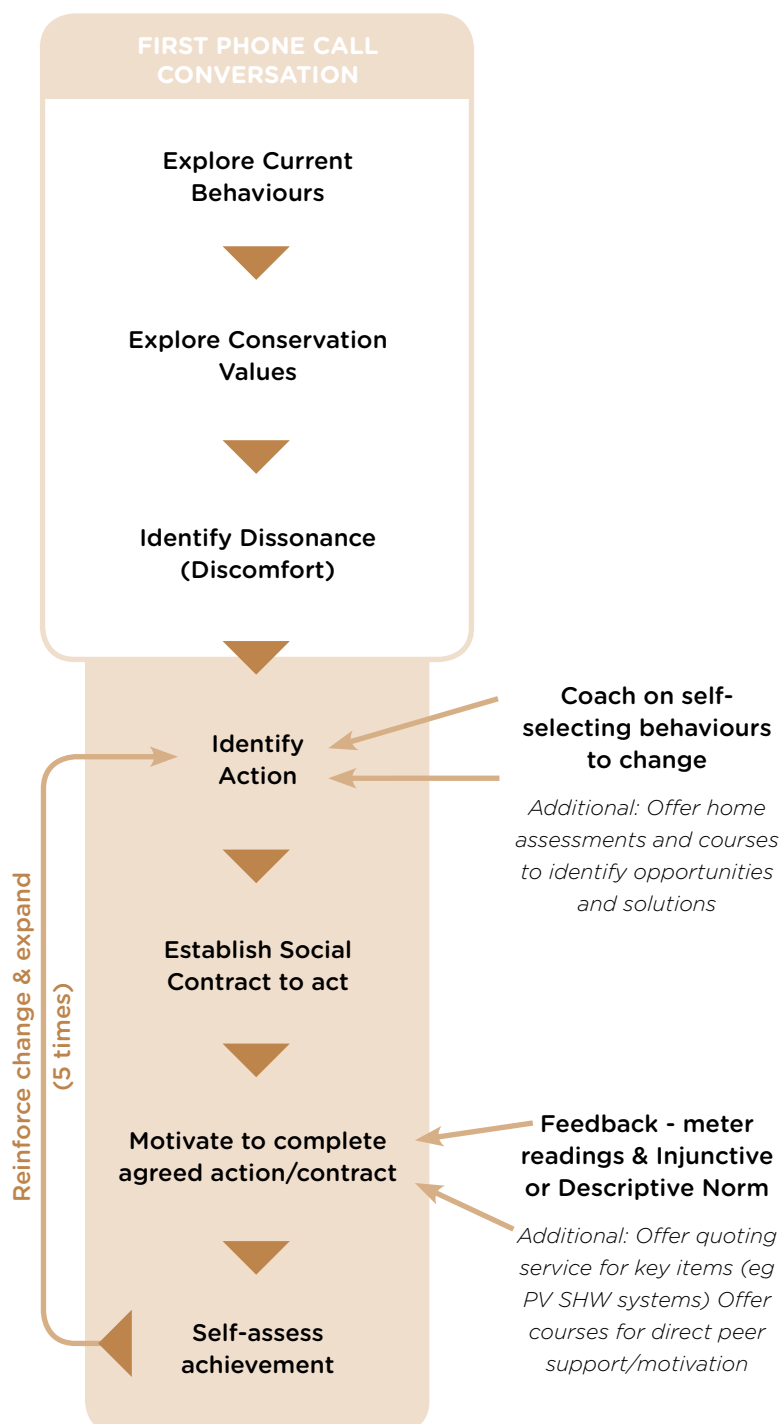 FIRST PHONE CALL
CONVERSATION
Explore Current
Behaviours
Explore Conservation
Values
Identify Dissonance
(Discomfort)
Identify
Action
Coach on self-
selecting behaviours
to change
Additional: Offer home
assessments and courses
to identify opportunities
and solutions
Establish Social
Contract to act
Reinforce change & expand
(5 times)
Motivate to complete
agreed action/contract
Feedback - meter
readings & Injunctive
or Descriptive Norm
Additional: Offer quoting
service for key items (eg
PV SHW systems) Offer
courses for direct peer
support/motivation
Self-assess
achievement